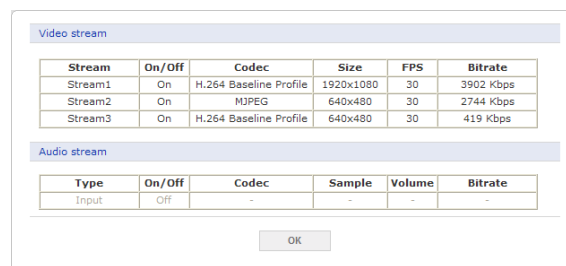 Video stream
Stream On/Off Codec Size FPS Bitrate
Stream1 On H.264 Baseline Profile 1920x1080 30 3902 Kbps
Stream2 On MJPEG 640x480 30 2744 Kbps
Stream3 On H.264 Baseline Profile 640x480 30 419 Kbps
Audio stream
Type On/Off Codec Sample Volume Bitrate
Input Off - - - -
OK